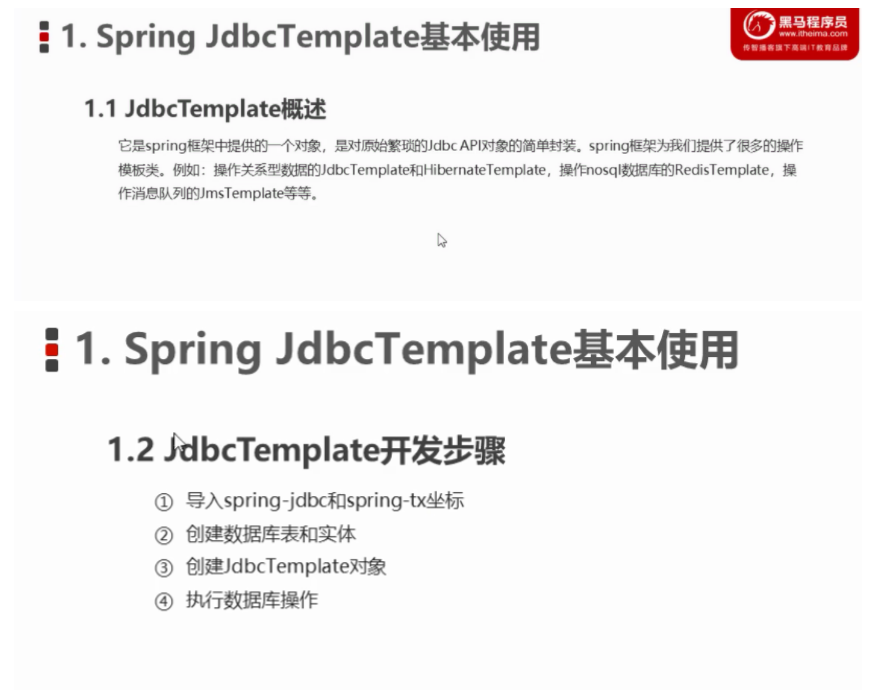 1. Spring JdbcTemplate基本使用
黑马程序员
www.itheima.com
传智播客旗下高端IT教育品牌
1.1 JdbcTemplate概述
它是spring框架中提供的一个对象，是对原始繁琐的Jdbc API对象的简单封装。spring框架为我们提供了很多的操作
模板类。例如：操作关系型数据的JdbcTemplate和HibernateTemplate，操作nosql数据库的RedisTemplate，操
作消息队列的JmsTemplate等等。
1. Spring JdbcTemplate基本使用
1.2 JdbcTemplate开发步骤
① 导入spring-jdbc和spring-tx坐标
② 创建数据库表和实体
③ 创建JdbcTemplate对象
④ 执行数据库操作